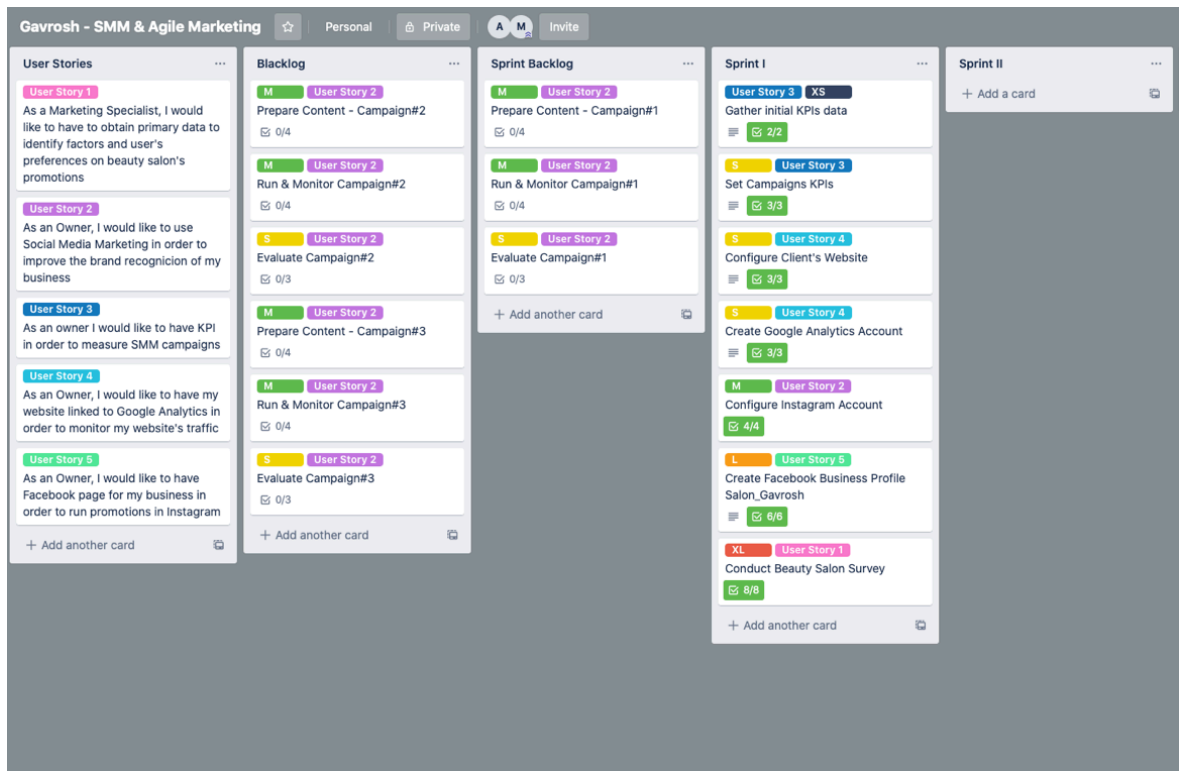 Gavrosh - SMM & Agile Marketing
Personal
Private
A
M
Invite
User Stories
User Story 1
As a Marketing Specialist, I would
like to have to obtain primary data to
identify factors and user's
preferences on beauty salon's
promotions
User Story 2
As an Owner, I would like to use
Social Media Marketing in order to
improve the brand recognicion of my
business
User Story 3
As an owner I would like to have KPI
in order to measure SMM campaigns
User Story 4
As an Owner, I would like to have my
website linked to Google Analytics in
order to monitor my website's traffic
User Story 5
As an Owner, I would like to have
Facebook page for my business in
order to run promotions in Instagram
+ Add another card
Blacklog
M User Story 2
Prepare Content - Campaign#2
0/4
M User Story 2
Run & Monitor Campaign#2
0/4
S User Story 2
Evaluate Campaign#2
0/3
M User Story 2
Prepare Content - Campaign#3
0/4
M User Story 2
Run & Monitor Campaign#3
0/4
S User Story 2
Evaluate Campaign#3
0/3
+ Add another card
Sprint Backlog
M User Story 2
Prepare Content - Campaign#1
0/4
M User Story 2
Run & Monitor Campaign#1
0/4
S User Story 2
Evaluate Campaign#1
0/3
+ Add another card
Sprint I
User Story 3 XS
Gather initial KPIs data
2/2
S User Story 3
Set Campaigns KPIs
3/3
S User Story 4
Configure Client's Website
3/3
S User Story 4
Create Google Analytics Account
3/3
M User Story 2
Configure Instagram Account
4/4
L User Story 5
Create Facebook Business Profile
Salon_Gavrosh
6/6
XL User Story 1
Conduct Beauty Salon Survey
8/8
+ Add another card
Sprint II
+ Add a card